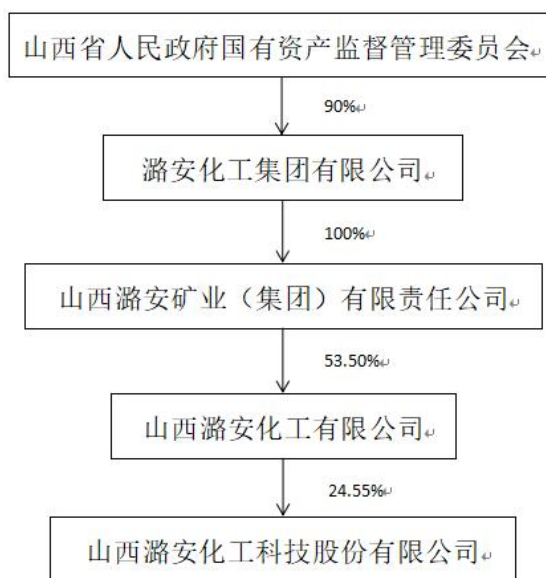 山西省人民政府国有资产监督管理委员会
90%
潞安化工集团有限公司
100%
山西潞安矿业（集团）有限责任公司
53.50%
山西潞安化工有限公司
24.55%
山西潞安化工科技股份有限公司